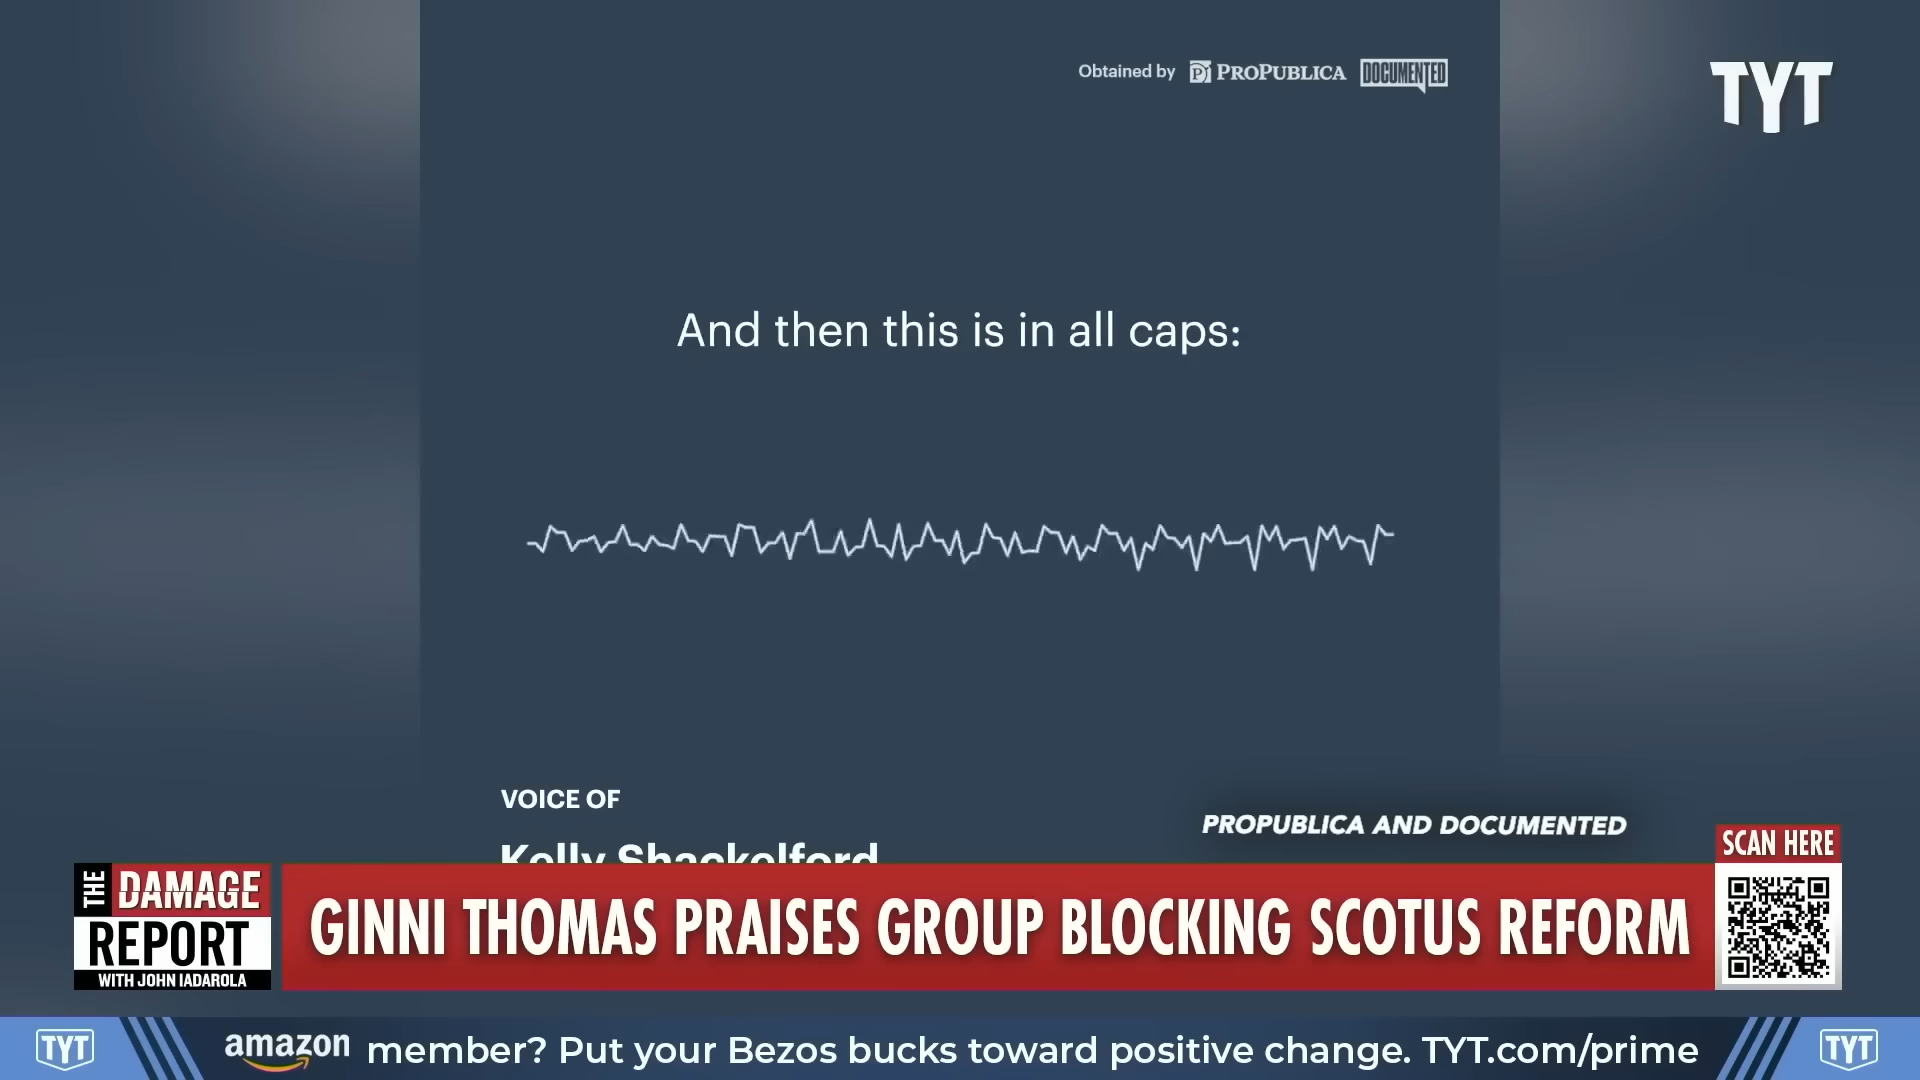 Obtained by PROPUBLICA DOCUMENTED
TYT
And then this is in all caps:
VOICE OF
Kelly Shackelford
PROPUBLICA AND DOCUMENTED
SCAN HERE
THE DAMAGE REPORT
WITH JOHN IADAROLA
GINNI THOMAS PRAISES GROUP BLOCKING SCOTUS REFORM
TYT amazon member? Put your Bezos bucks toward positive change. TYT.com/prime TYT